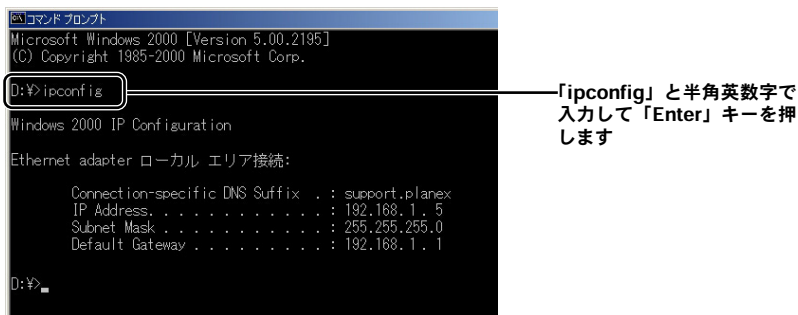 コマンド プロンプト
Microsoft Windows 2000 [Version 5.00.2195]
(C) Copyright 1985-2000 Microsoft Corp.
D:¥>ipconfig
Windows 2000 IP Configuration
Ethernet adapter ローカル エリア接続:
Connection-specific DNS Suffix . : support.planex
IP Address. . . . . . . . . . . . : 192.168.1.5
Subnet Mask . . . . . . . . . . . : 255.255.255.0
Default Gateway . . . . . . . . . : 192.168.1.1
D:¥>_
「ipconfig」と半角英数字で
入力して「Enter」キーを押
します